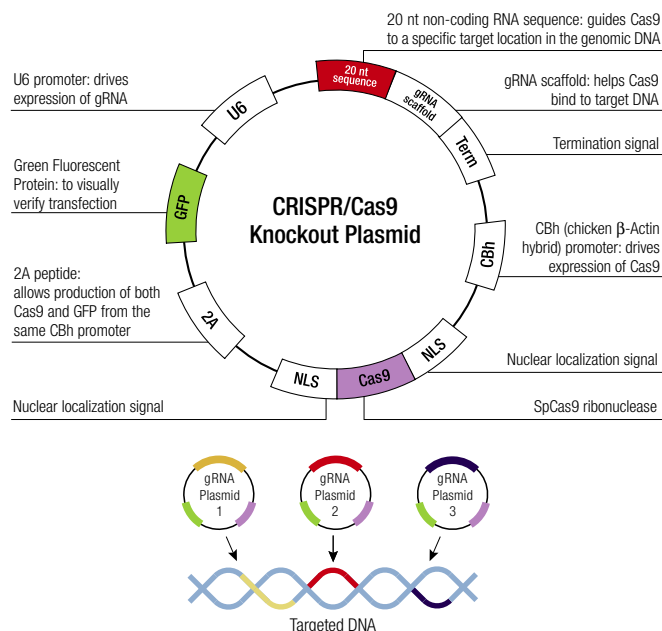 20 nt non-coding RNA sequence: guides Cas9
to a specific target location in the genomic DNA
U6 promoter: drives
expression of gRNA
20 nt
sequence
gRNA
scaffold
Term
gRNA scaffold: helps Cas9
bind to target DNA
Termination signal
U6
Green Fluorescent
Protein: to visually
verify transfection
GFP
CRISPR/Cas9
Knockout Plasmid
CBh
CBh (chicken β-Actin
hybrid) promoter: drives
expression of Cas9
2A peptide:
allows production of both
Cas9 and GFP from the
same CBh promoter
2A
NLS
Cas9
NLS
Nuclear localization signal
Nuclear localization signal
SpCas9 ribonuclease
gRNA
Plasmid
1
gRNA
Plasmid
2
gRNA
Plasmid
3
Targeted DNA